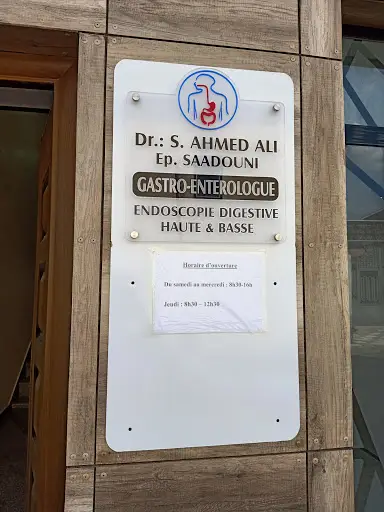 Dr.: S. AHMED ALI
Ep. SAADOUNI
GASTRO-ENTEROLOGUE
ENDOSCOPIE DIGESTIVE
HAUTE & BASSE
Horaire d'ouverture
Du samedi au mercredi : 8h30-16h
Jeudi : 8h30 – 12h30